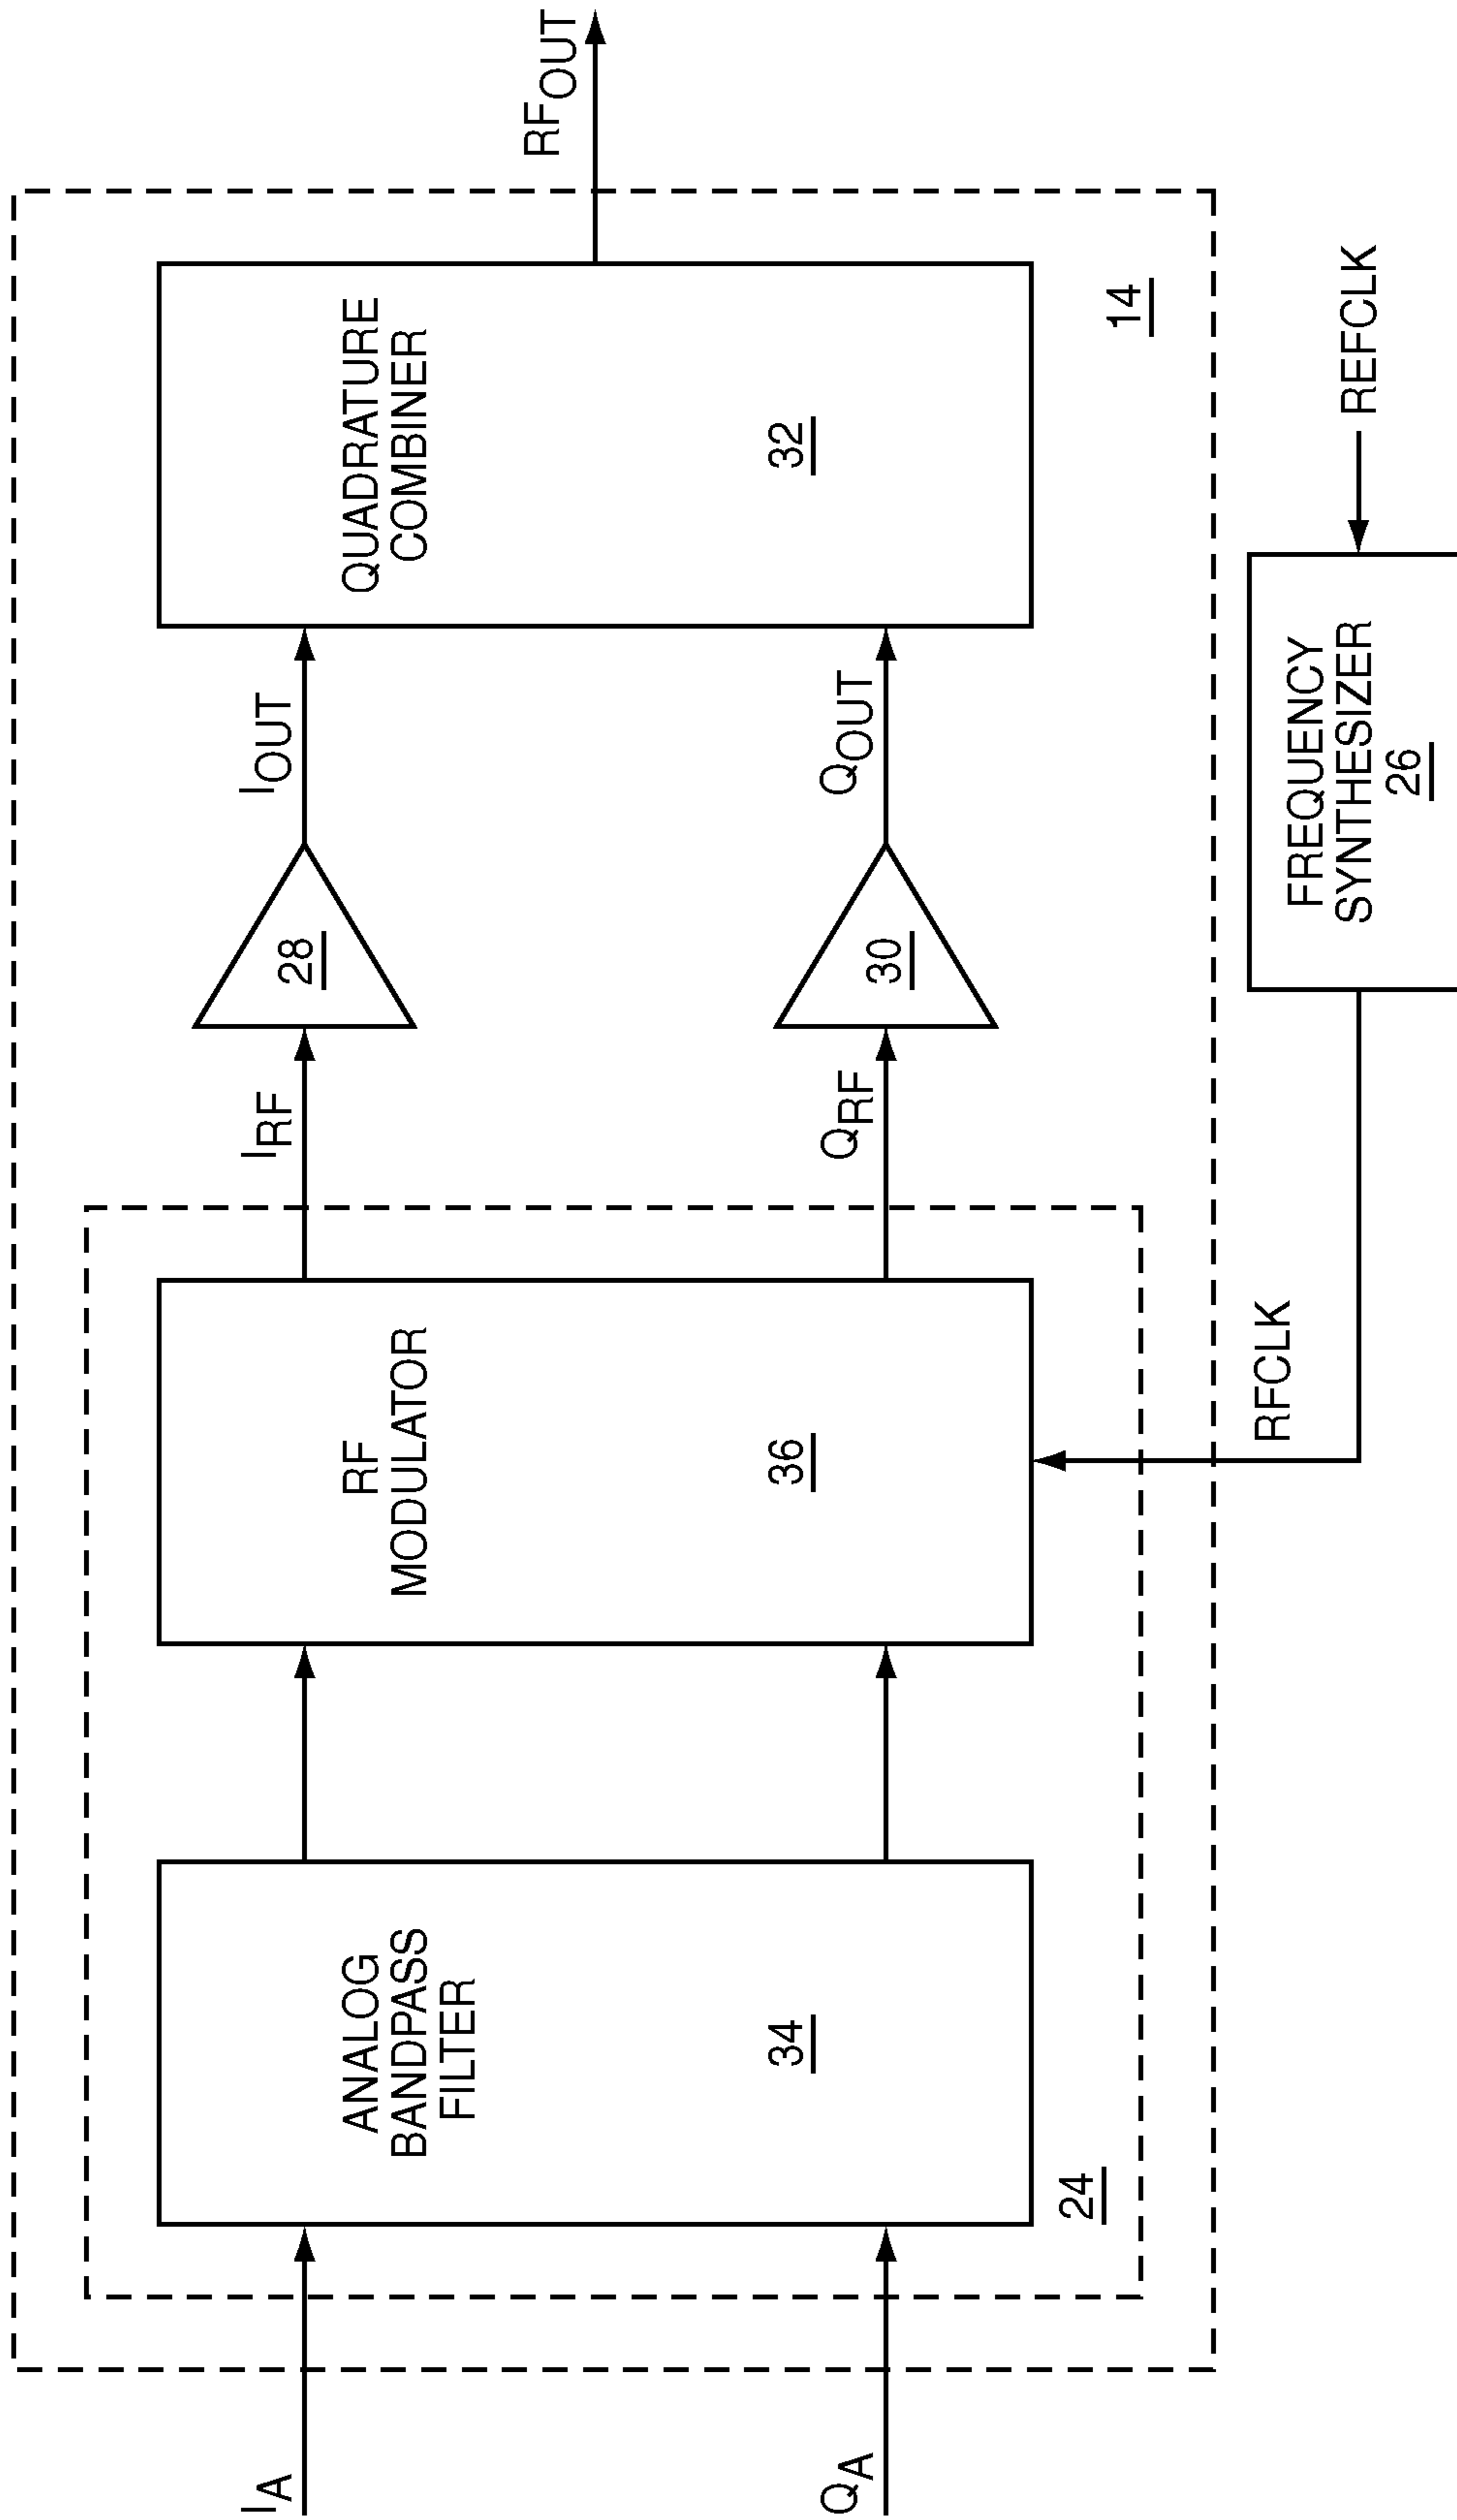 I_A
Q_A
ANALOG
BANDPASS
FILTER
34
24
RF
MODULATOR
36
RFCLK
I_RF
Q_RF
28
30
I_OUT
Q_OUT
QUADRATURE
COMBINER
32
14
RF_OUT
FREQUENCY
SYNTHESIZER
26
REFCLK